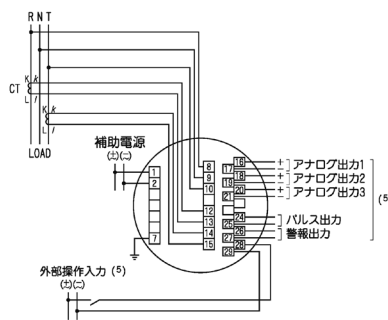 R N T
K k
CT
L l
K k
L l
LOAD
補助電源
(±)(~)
1
2
7
8
9
10
12
13
14
15
16
17
18
19
20
21
24
25
26
27
28
29
+ アナログ出力1
+ アナログ出力2
+ アナログ出力3
(5
パルス出力
警報出力
外部操作入力 (5)
(±)(~)